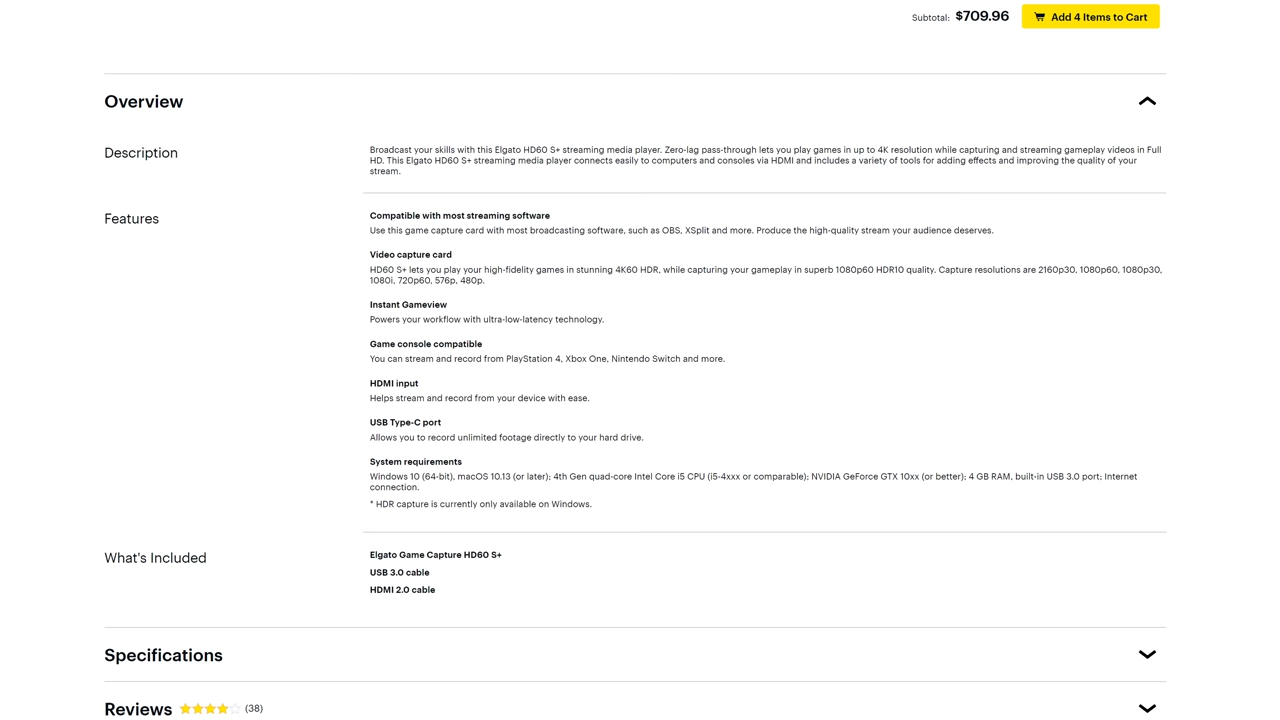 Subtotal: $709.96 Add 4 Items to Cart
Overview
Description
Broadcast your skills with this Elgato HD60 S+ streaming media player. Zero-lag pass-through lets you play games in up to 4K resolution while capturing and streaming gameplay videos in Full
HD. This Elgato HD60 S+ streaming media player connects easily to computers and consoles via HDMI and includes a variety of tools for adding effects and improving the quality of your
stream.
Features
Compatible with most streaming software
Use this game capture card with most broadcasting software, such as OBS, XSplit and more. Produce the high-quality stream your audience deserves.
Video capture card
HD60 S+ lets you play your high-fidelity games in stunning 4K60 HDR, while capturing your gameplay in superb 1080p60 HDR10 quality. Capture resolutions are 2160p30, 1080p60, 1080p30,
1080i, 720p60, 576p, 480p.
Instant Gameview
Powers your workflow with ultra-low-latency technology.
Game console compatible
You can stream and record from PlayStation 4, Xbox One, Nintendo Switch and more.
HDMI input
Helps stream and record from your device with ease.
USB Type-C port
Allows you to record unlimited footage directly to your hard drive.
System requirements
Windows 10 (64-bit), macOS 10.13 (or later); 4th Gen quad-core Intel Core i5 CPU (i5-4xxx or comparable); NVIDIA GeForce GTX 10xx (or better); 4 GB RAM, built-in USB 3.0 port; Internet
connection.
* HDR capture is currently only available on Windows.
What's Included
Elgato Game Capture HD60 S+
USB 3.0 cable
HDMI 2.0 cable
Specifications
Reviews (38)